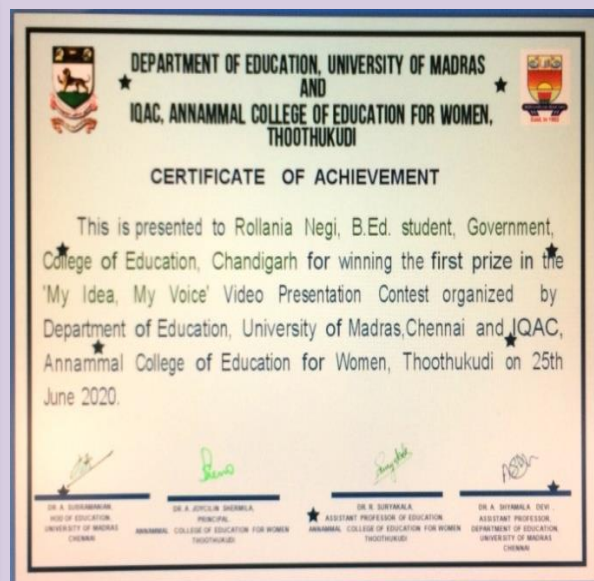 DEPARTMENT OF EDUCATION, UNIVERSITY OF MADRAS
AND
IQAC, ANNAMMAL COLLEGE OF EDUCATION FOR WOMEN,
THOOTHUKUDI
CERTIFICATE OF ACHIEVEMENT
This is presented to Rollania Negi, B.Ed. student, Government,
College of Education, Chandigarh for winning the first prize in the
'My Idea, My Voice' Video Presentation Contest organized by
Department of Education, University of Madras,Chennai and IQAC,
Annammal College of Education for Women, Thoothukudi on 25th
June 2020.
DR. A. SUBRAMANIAN,
HOD OF EDUCATION,
UNIVERSITY OF MADRAS
CHENNAI
DR. A. JOYCILIN SHERMILA,
PRINCIPAL,
ANNAMMAL COLLEGE OF EDUCATION FOR WOMEN
THOOTHUKUDI
DR. R. SURYAKALA,
ASSISTANT PROFESSOR OF EDUCATION
ANNAMMAL COLLEGE OF EDUCATION FOR WOMEN
THOOTHUKUDI
DR. A. SHYAMALA DEVI,
ASSISTANT PROFESSOR,
DEPARTMENT OF EDUCATION,
UNIVERSITY OF MADRAS
CHENNAI